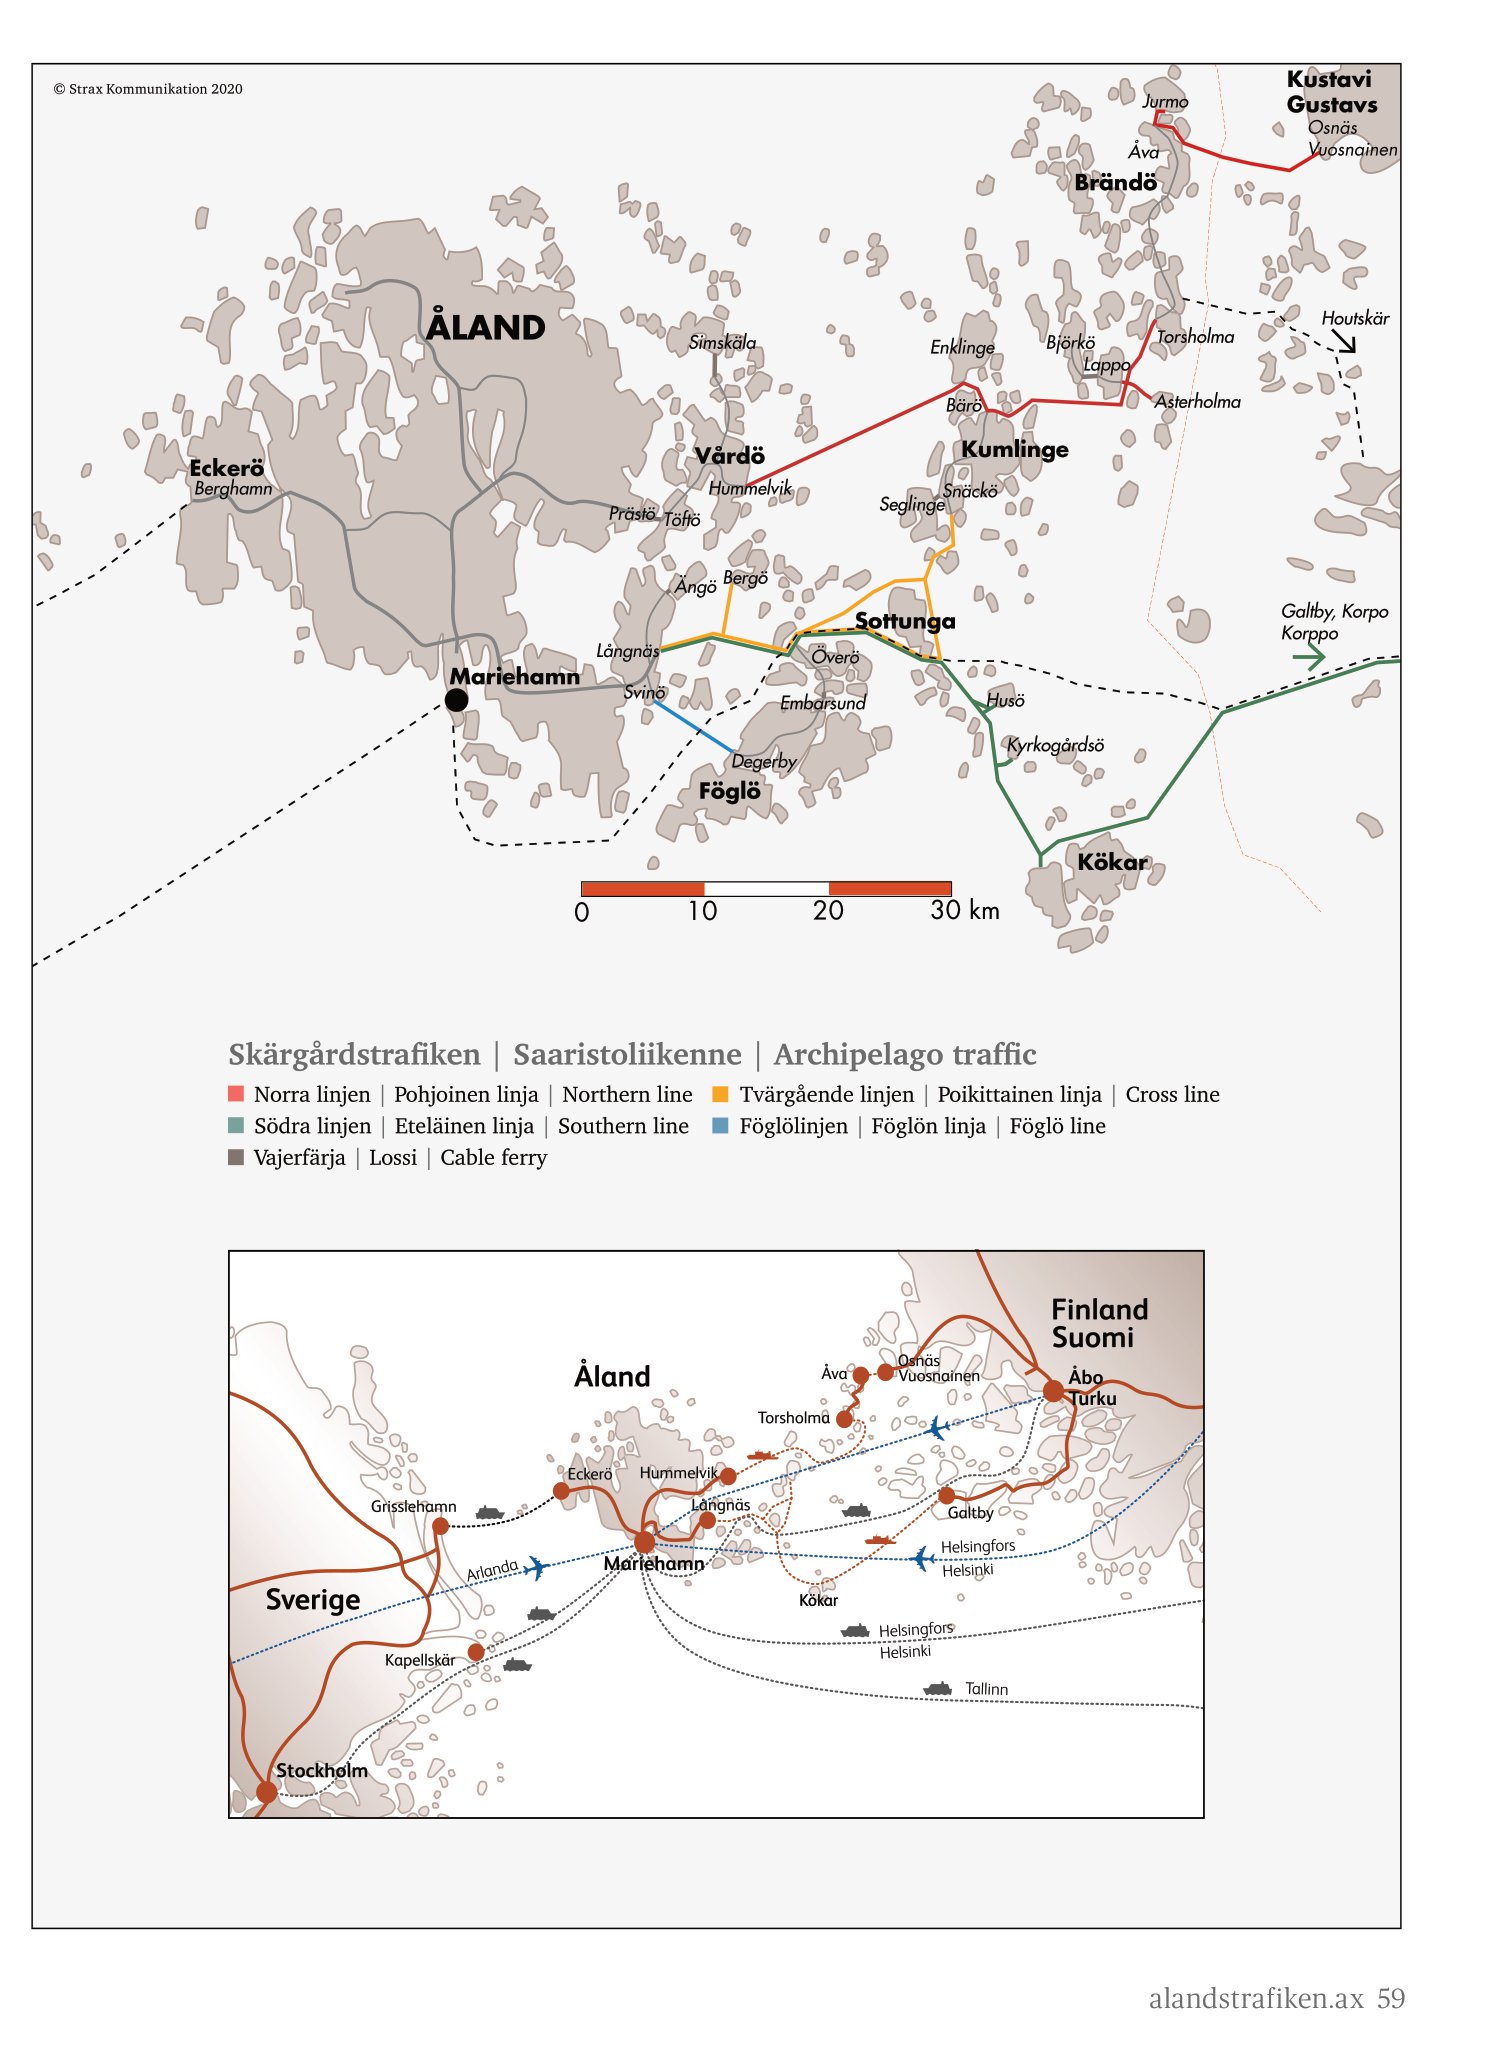 © Strax Kommunikation 2020
Kustavi
Gustavs
Osnäs
Vuosnainen
Jurmo
Åva
Brändö
ÅLAND
Houtskär
Simskäla
Enklinge
Björkö
Torsholma
Lappo
Asterholma
Bärö
Kumlinge
Vårdö
Hummelvik
Eckerö
Berghamn
Snäckö
Seglinge
Prästö
Töftö
Ängö
Bergö
Galtby, Korpo
Korppo
Sottunga
Långnäs
Överö
Mariehamn
Svinö
Embarsund
Husö
Kyrkogårdsö
Degerby
Föglö
Kökar
0
10
20
30 km
Skärgårdstrafiken | Saaristoliikenne | Archipelago traffic
Norra linjen | Pohjoinen linja | Northern line
Tvärgående linjen | Poikittainen linja | Cross line
Södra linjen | Eteläinen linja | Southern line
Föglölinjen | Föglön linja | Föglö line
Vajerfärja | Lossi | Cable ferry
Finland
Suomi
Åland
Åva
Osnäs
Vuosnainen
Åbo
Turku
Torsholma
Eckerö
Hummelvik
Grisslehamn
Långnäs
Galtby
Helsingfors
Helsinki
Mariehamn
Arlanda
Sverige
Kökar
Helsingfors
Helsinki
Kapellskär
Tallinn
Stockholm
alandstrafiken.ax 59